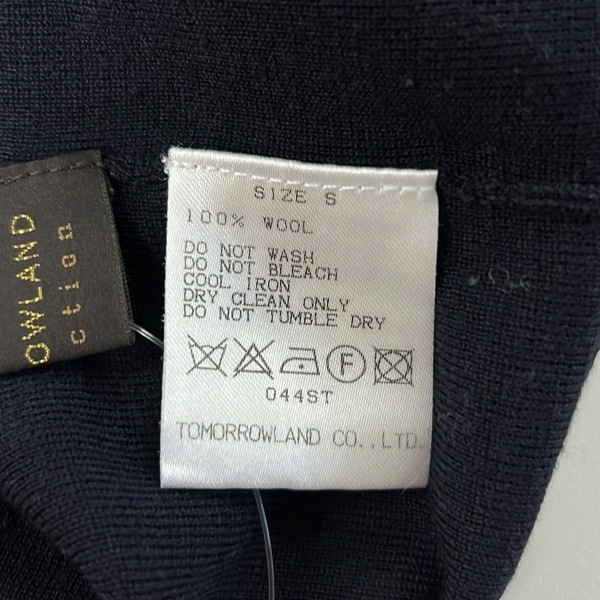 OWLAND
ction
SIZE S
100% WOOL
DO NOT WASH
DO NOT BLEACH
COOL IRON
DRY CLEAN ONLY
DO NOT TUMBLE DRY
F
044ST
TOMORROWLAND CO.,LTD.